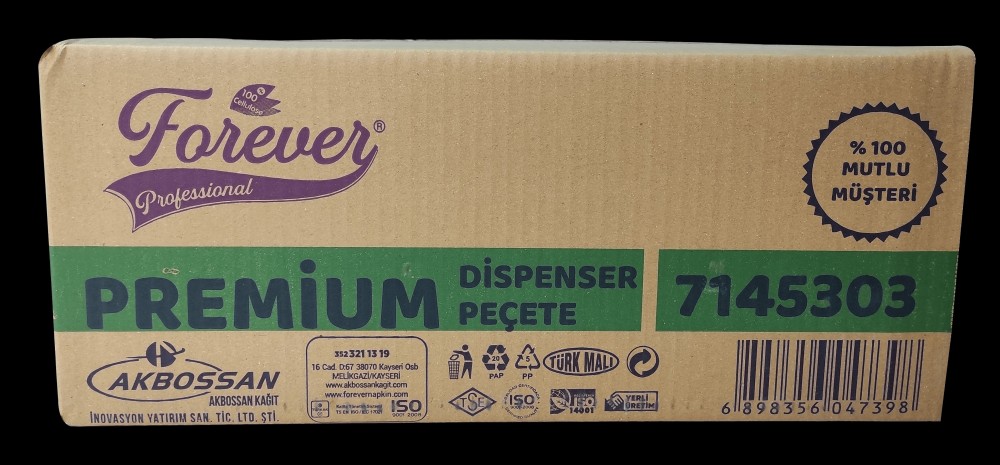 100 %
Cellulose
Forever®
Professional
% 100
MUTLU
MÜŞTERİ
PREMİUM
DİSPENSER
PEÇETE
7145303
AKBOSSAN
AKBOSSAN KAĞIT
İNOVASYON YATIRIM SAN. TİC. LTD. ŞTİ.
352 321 13 19
16 Cad. D:67 38070 Kayseri Osb
MELİKGAZİ/KAYSERİ
www.akbossankagit.com
www.forevernapkin.com
ISO
9001 : 2008
20
PAP
5
PP
TÜRK MALI
TSE
ISO
ISO
14001
YERLİ
ÜRETİM
6 898356 047398